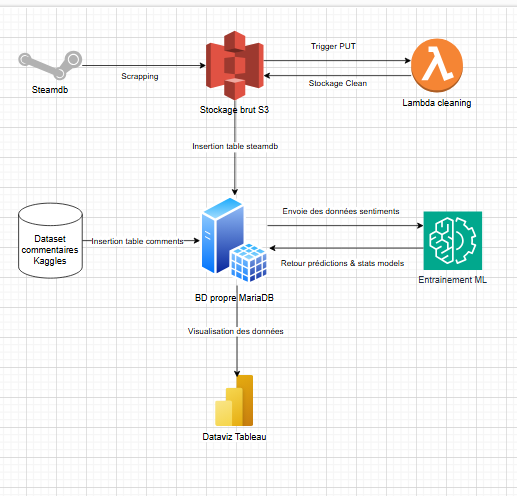 Trigger PUT
Scrapping
Stockage Clean
Steamdb
Stockage brut S3
Lambda cleaning
Insertion table steamdb
Envoie des données sentiments
Dataset
commentaires
Kaggles
Insertion table comments
Retour prédictions & stats models
Entrainement ML
BD propre MariaDB
Visualisation des données
Dataviz Tableau